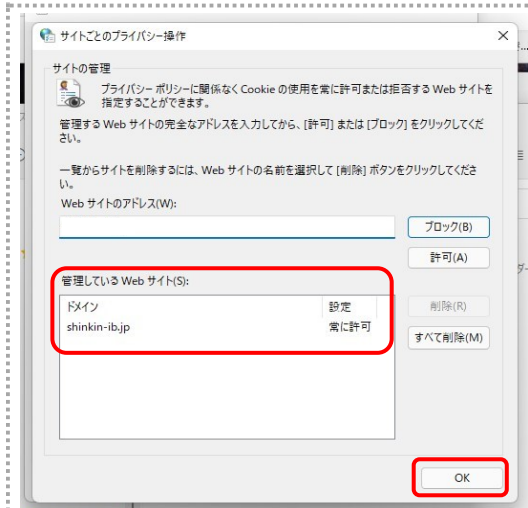 サイトごとのプライバシー操作
サイトの管理
プライバシー ポリシーに関係なく Cookie の使用を常に許可または拒否する Web サイトを
指定することができます。
管理する Web サイトの完全なアドレスを入力してから、[許可] または [ブロック] をクリックしてくだ
さい。
一覧からサイトを削除するには、Web サイトの名前を選択して [削除] ボタンをクリックしてくださ
い。
Web サイトのアドレス(W):
ブロック(B)
許可(A)
管理している Web サイト(S):
ドメイン 設定
削除(R)
shinkin-ib.jp 常に許可
すべて削除(M)
OK